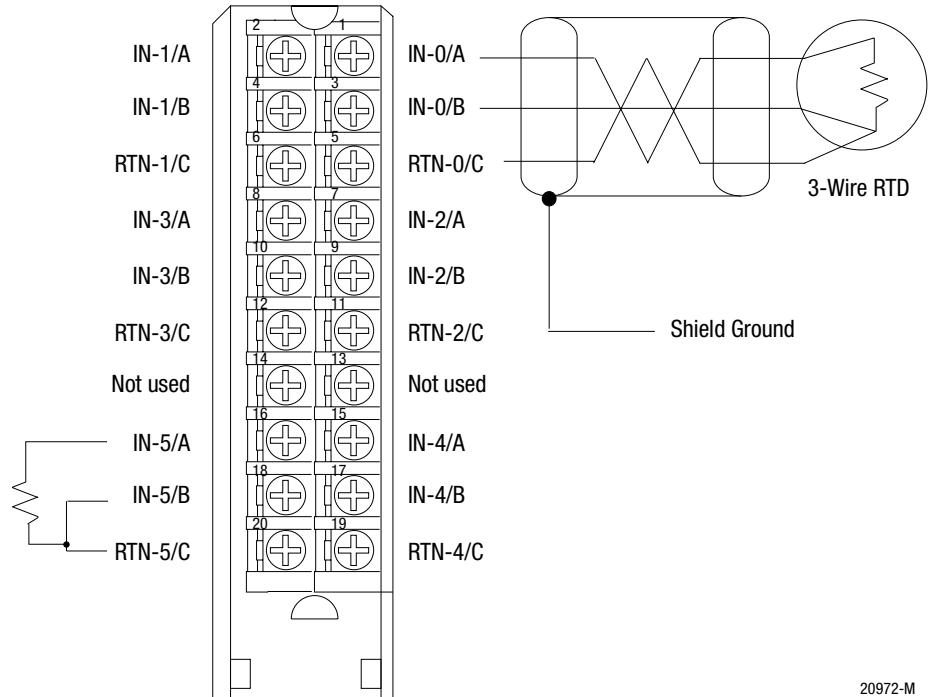 2 1
IN-1/A IN-0/A
4 3
IN-1/B IN-0/B
6 5
RTN-1/C RTN-0/C
3-Wire RTD
8 7
IN-3/A IN-2/A
10 9
IN-3/B IN-2/B
12 11
RTN-3/C RTN-2/C
Shield Ground
14 13
Not used Not used
16 15
IN-5/A IN-4/A
18 17
IN-5/B IN-4/B
20 19
RTN-5/C RTN-4/C
20972-M